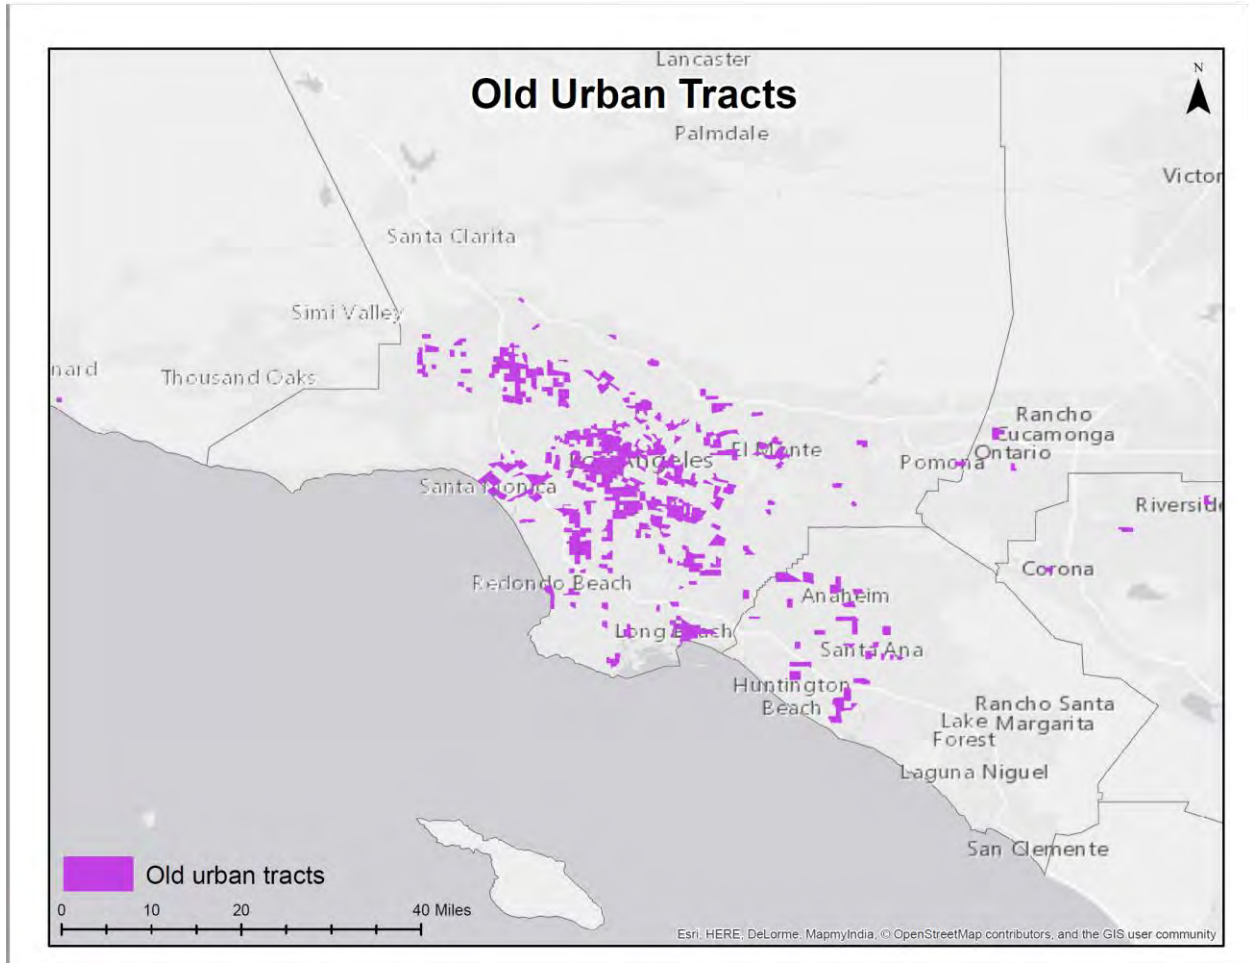 Lancaster
Old Urban Tracts
N
Palmdale
Victor
Santa Clarita
Simi Valley
nard
Thousand Oaks
Rancho
Cucamonga
El Monte
Ontario
Los Angeles
Pomona
Santa Monica
Riverside
Corona
Redondo Beach
Anaheim
Long Beach
Santa Ana
Huntington
Beach
Rancho Santa
Margarita
Lake
Forest
Laguna Niguel
San Clemente
Old urban tracts
0 10 20 40 Miles
Esri, HERE, DeLorme, MapmyIndia, © OpenStreetMap contributors, and the GIS user community